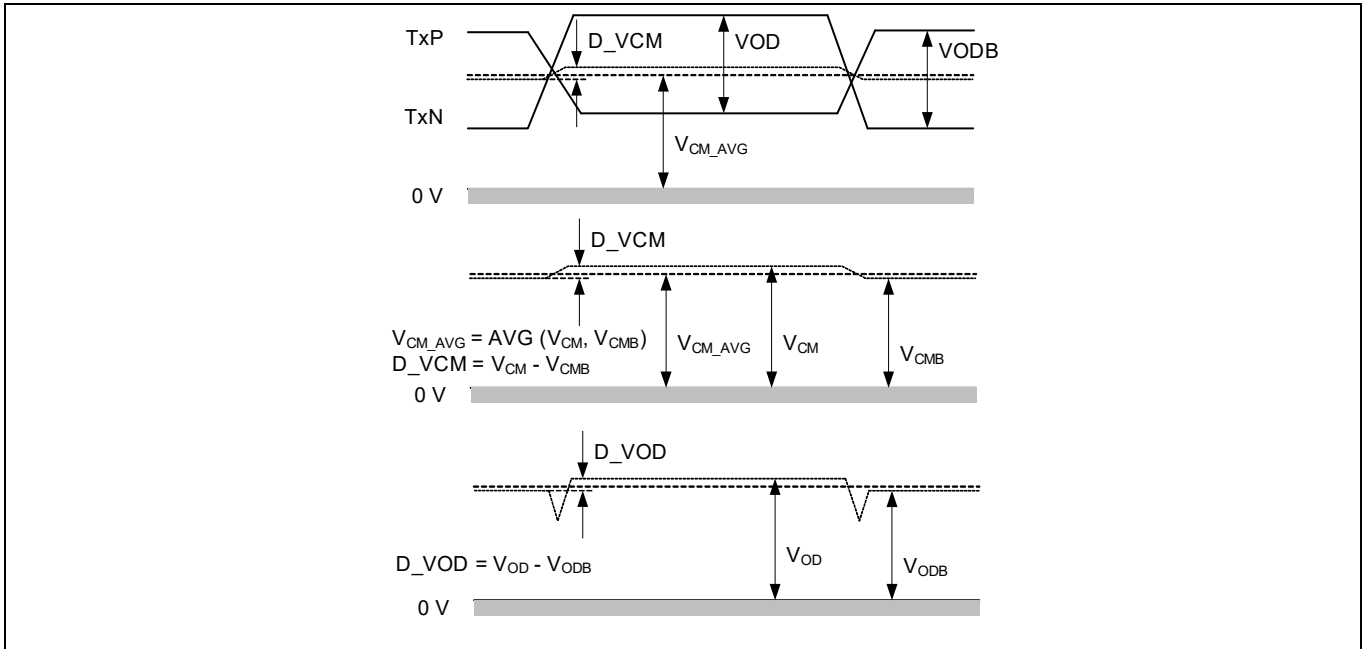 TxP
D_VCM
VOD
VODB
TxN
VCM_AVG
0 V
D_VCM
VCM_AVG = AVG (VCM, VCMB)
D_VCM = VCM - VCMB
VCM_AVG
VCM
VCMB
0 V
D_VOD
D_VOD = VOD - VODB
VOD
VODB
0 V